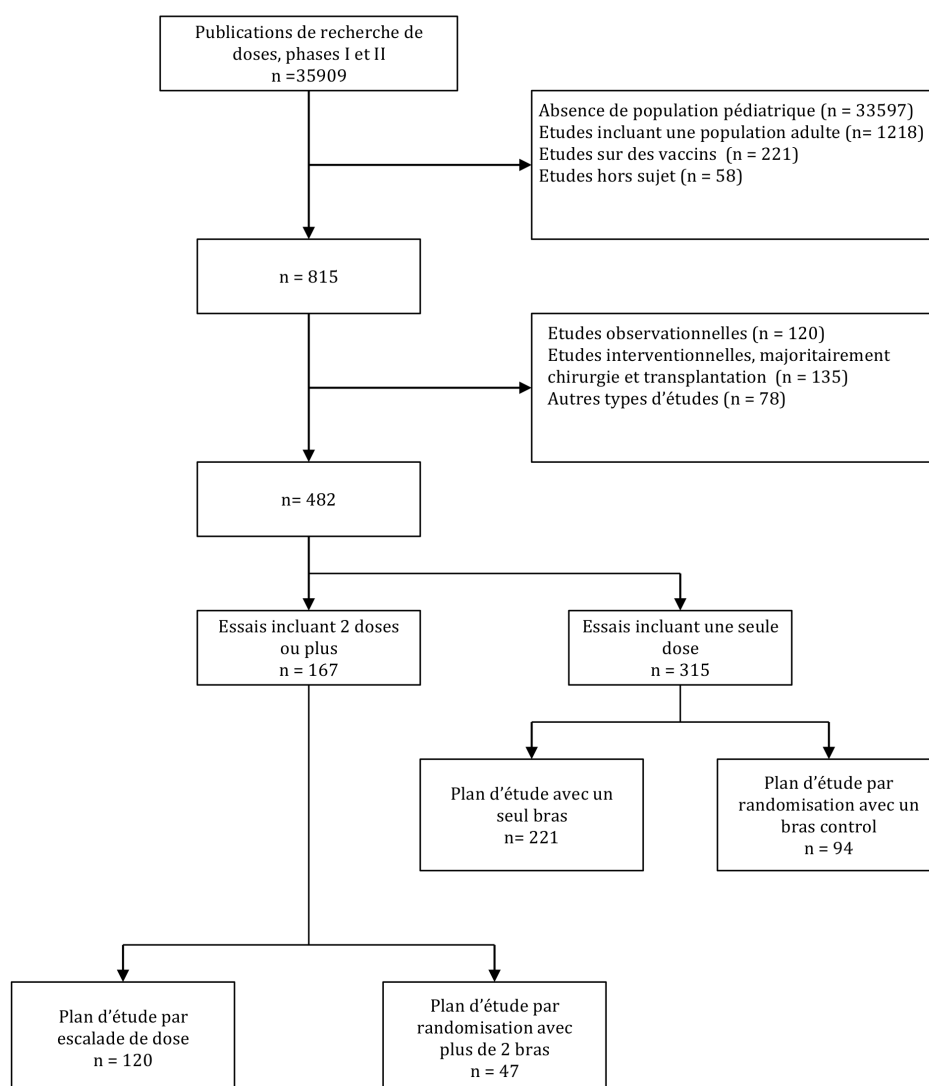 Publications de recherche de
doses, phases I et II
n =35909
Absence de population pédiatrique (n = 33597)
Etudes incluant une population adulte (n= 1218)
Etudes sur des vaccins (n = 221)
Etudes hors sujet (n = 58)
n = 815
Etudes observationnelles (n = 120)
Etudes interventionnelles, majoritairement
chirurgie et transplantation (n = 135)
Autres types d'études (n = 78)
n= 482
Essais incluant 2 doses
ou plus
n = 167
Essais incluant une seule
dose
n = 315
Plan d'étude avec un
seul bras
n= 221
Plan d'étude par
randomisation avec un
bras control
n = 94
Plan d'étude par
escalade de dose
n = 120
Plan d'étude par
randomisation avec
plus de 2 bras
n = 47